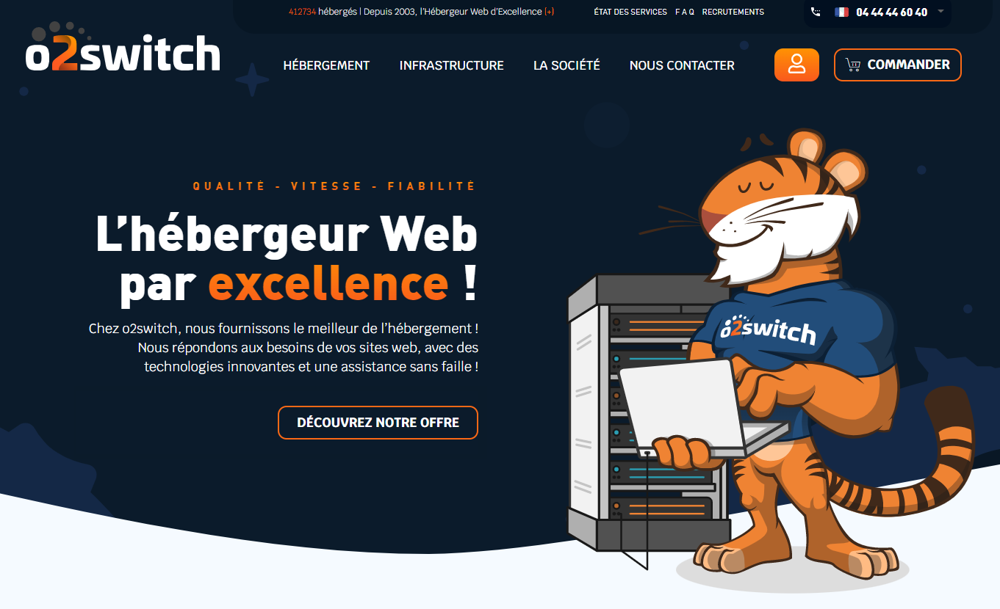 412734 hébergés | Depuis 2003, l’Hébergeur Web d’Excellence (+)
ÉTAT DES SERVICES F A Q RECRUTEMENTS
04 44 44 60 40
o2switch
HÉBERGEMENT INFRASTRUCTURE LA SOCIÉTÉ NOUS CONTACTER
COMMANDER
QUALITÉ - VITESSE - FIABILITÉ
L’hébergeur Web
par excellence !
Chez o2switch, nous fournissons le meilleur de l’hébergement !
Nous répondons aux besoins de vos sites web, avec des
technologies innovantes et une assistance sans faille !
DÉCOUVREZ NOTRE OFFRE
o2switch